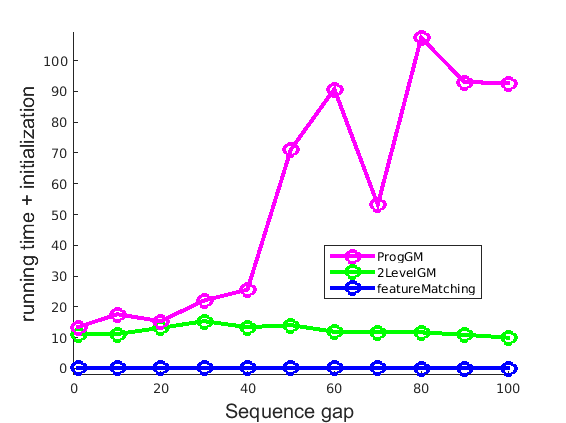 100
90
80
70
60
50
40
30
20
10
0
running time + initialization
ProgGM
2LevelGM
featureMatching
0 20 40 60 80 100
Sequence gap